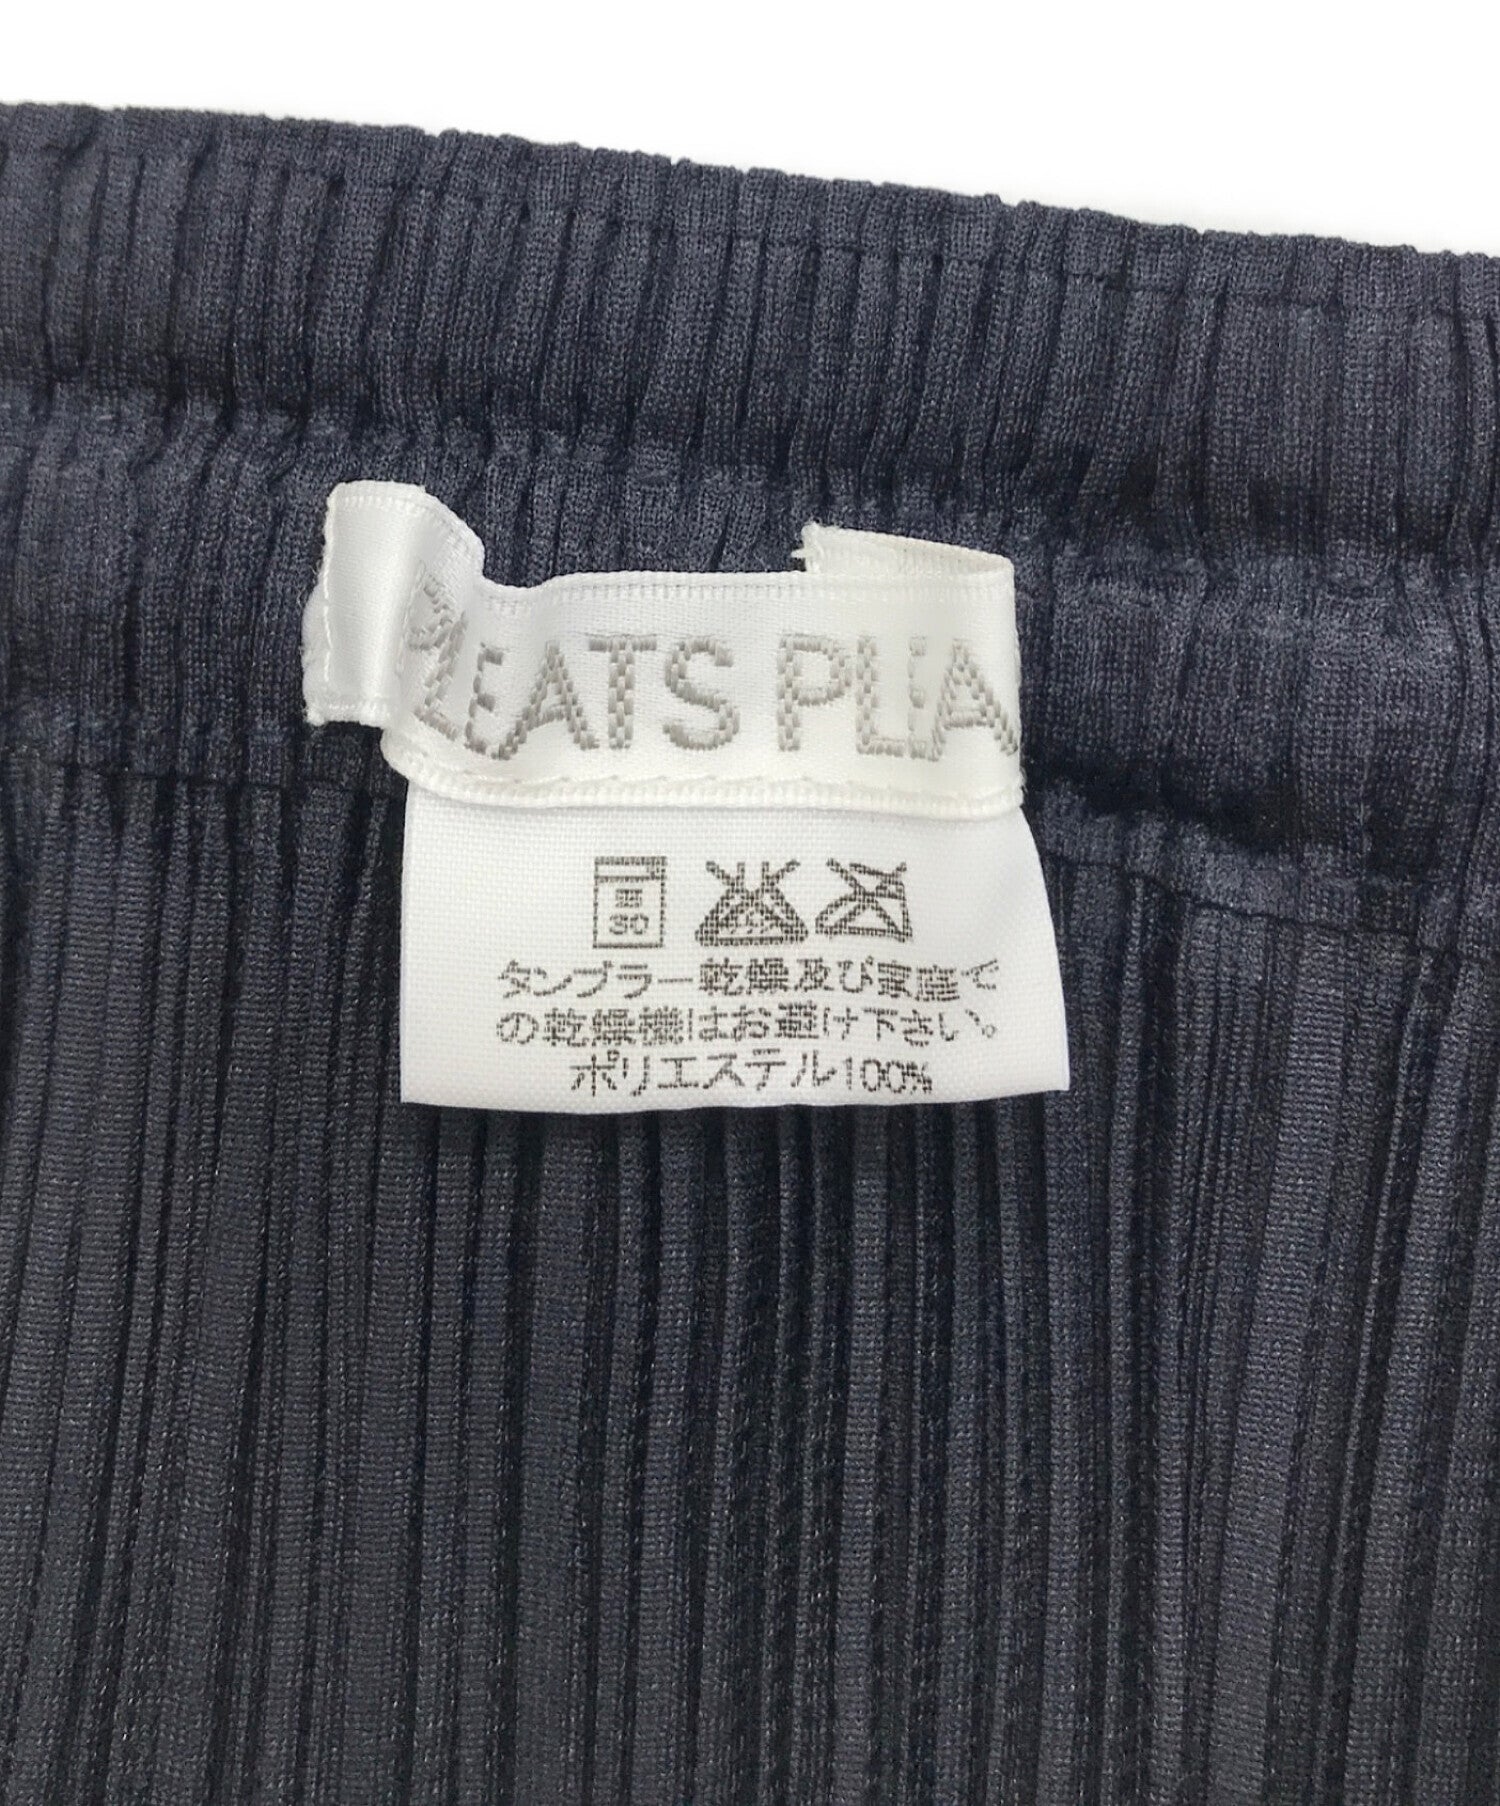 PLEATS PLEA
30
タンブラー乾燥及び家庭で
の乾燥機はお避け下さい。
ポリエステル100%